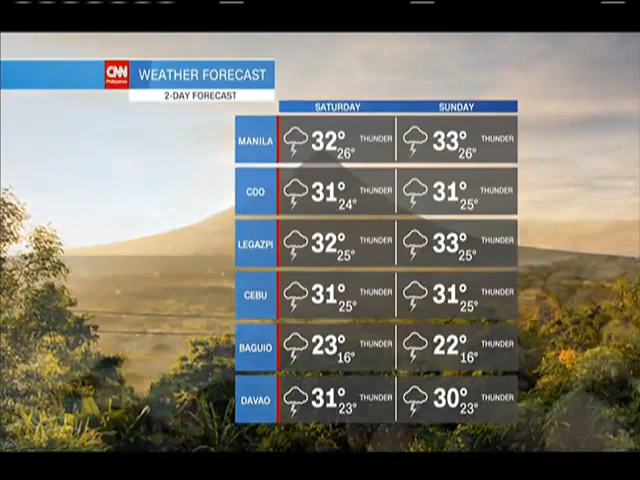 CNN Philippines WEATHER FORECAST
2-DAY FORECAST
SATURDAY SUNDAY
MANILA 32° 26° THUNDER 33° 26° THUNDER
CDO 31° 24° THUNDER 31° 25° THUNDER
LEGAZPI 32° 25° THUNDER 33° 25° THUNDER
CEBU 31° 25° THUNDER 31° 25° THUNDER
BAGUIO 23° 16° THUNDER 22° 16° THUNDER
DAVAO 31° 23° THUNDER 30° 23° THUNDER